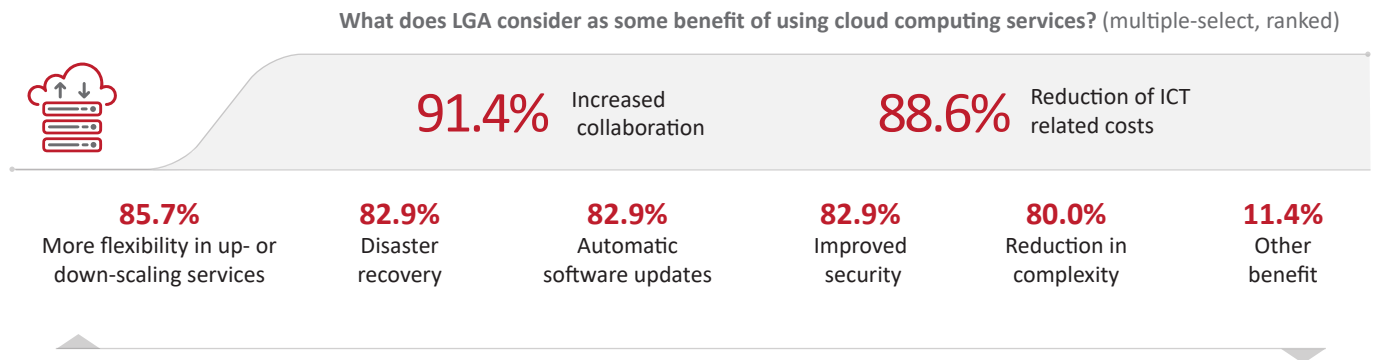 What does LGA consider as some benefit of using cloud computing services? (multiple-select, ranked)
91.4% Increased
collaboration
88.6% Reduction of ICT
related costs
85.7%
More flexibility in up- or
down-scaling services
82.9%
Disaster
recovery
82.9%
Automatic
software updates
82.9%
Improved
security
80.0%
Reduction in
complexity
11.4%
Other
benefit